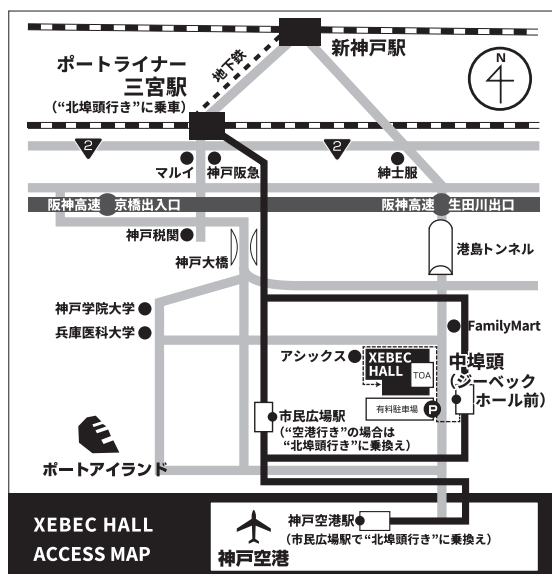 新神戸駅
N
ポートライナー
三宮駅
(“北埠頭行き”に乗車)
地下鉄
2
2
マルイ
神戸阪急
紳士服
阪神高速
京橋出入口
阪神高速
生田川出口
神戸税関
神戸大橋
港島トンネル
神戸学院大学
兵庫医科大学
FamilyMart
アシックス
XEBEC
HALL
TOA
中埠頭
(ジーベック
ホール前)
有料駐車場
P
市民広場駅
(“空港行き”の場合は
“北埠頭行き”に乗換え)
ポートアイランド
XEBEC HALL
ACCESS MAP
神戸空港
神戸空港駅
(市民広場駅で“北埠頭行き”に乗換え)